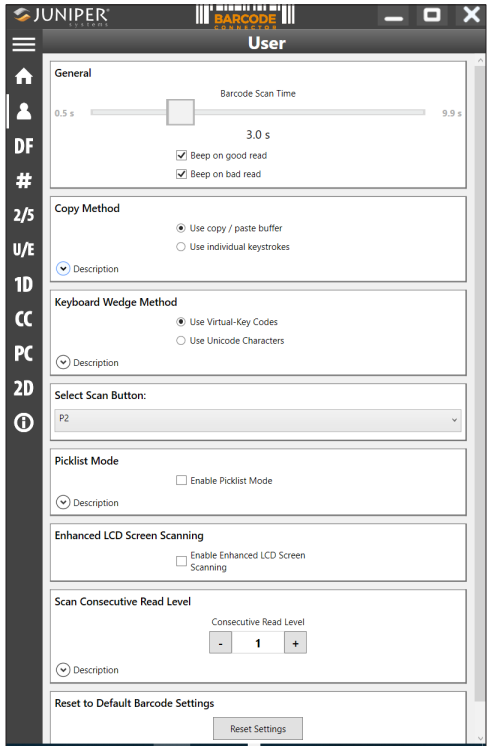 JUNIPER
systems
BARCODE
CONNECTOR
User
General
Barcode Scan Time
0.5 s
9.9 s
3.0 s
Beep on good read
Beep on bad read
Copy Method
Use copy / paste buffer
Use individual keystrokes
Description
Keyboard Wedge Method
Use Virtual-Key Codes
Use Unicode Characters
Description
Select Scan Button:
P2
Picklist Mode
Enable Picklist Mode
Description
Enhanced LCD Screen Scanning
Enable Enhanced LCD Screen
Scanning
Scan Consecutive Read Level
Consecutive Read Level
- 1 +
Description
Reset to Default Barcode Settings
Reset Settings
DF
#
2/5
U/E
1D
CC
PC
2D